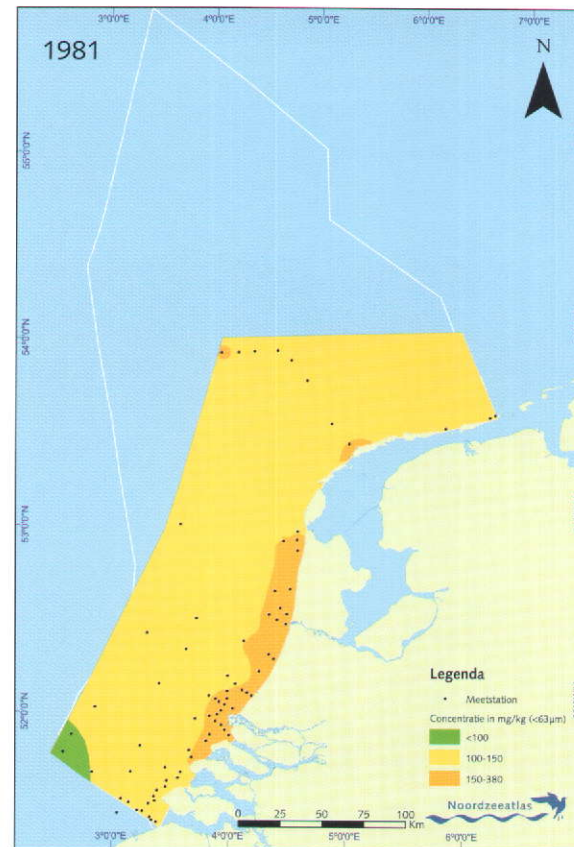 3°0'0"E 4°0'0"E 5°0'0"E 6°0'0"E 7°0'0"E
1981
N
55°0'0"N
54°0'0"N
53°0'0"N
52°0'0"N
Legenda
Meetstation
Concentratie in mg/kg (<63µm)
<100
100-150
150-380
Noordzeeatlas
0 25 50 75 100
Km
3°0'0"E 4°0'0"E 5°0'0"E 6°0'0"E